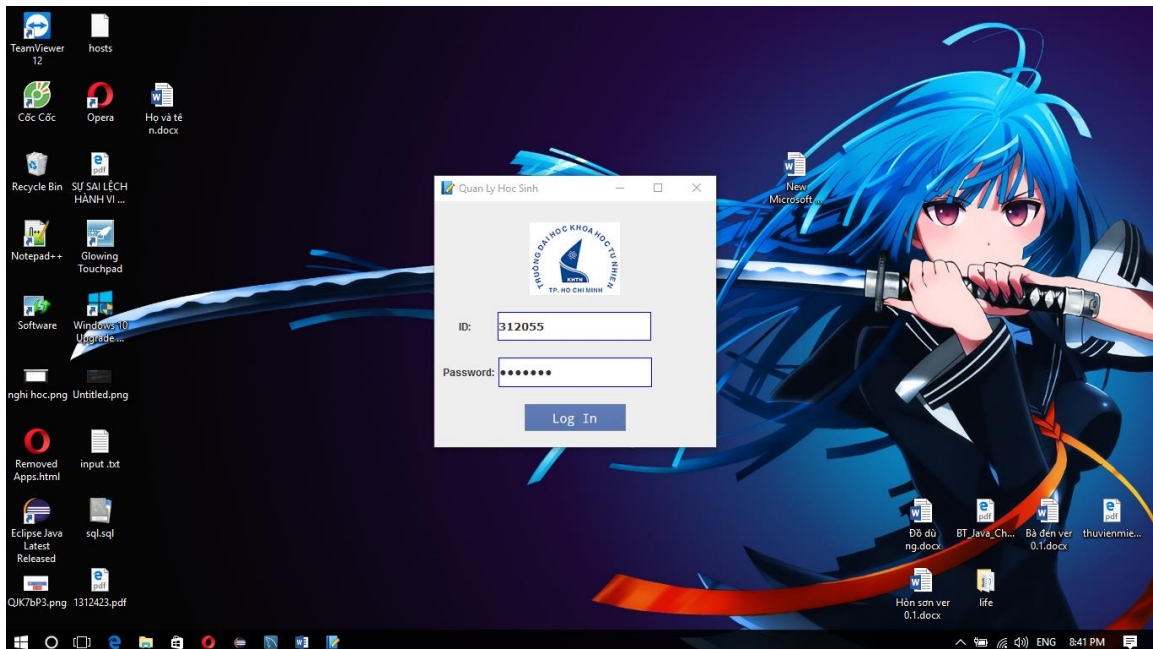 TeamViewer
12
hosts
Cốc Cốc
Opera
Họ và tê
n.docx
Recycle Bin
SỰ SAI LỆCH
HÀNH VI ...
Notepad++
Glowing
Touchpad
Software
Windows 10
Upgrade ...
nghi hoc.png
Untitled.png
Removed
Apps.html
input .txt
Eclipse Java
Latest
Released
sql.sql
QJK7bP3.png
1312423.pdf
New
Microsoft ...
Quan Ly Hoc Sinh
TRƯỜNG ĐẠI HỌC KHOA HỌC TỰ NHIÊN
KHTN
TP. HO CHI MINH
ID:
312055
Password:
•••••••
Log In
Đồ dù
ng.docx
BT_Java_Ch...
Bà đen ver
0.1.docx
thuvienmie...
Hòn sơn ver
0.1.docx
life
ENG
8:41 PM